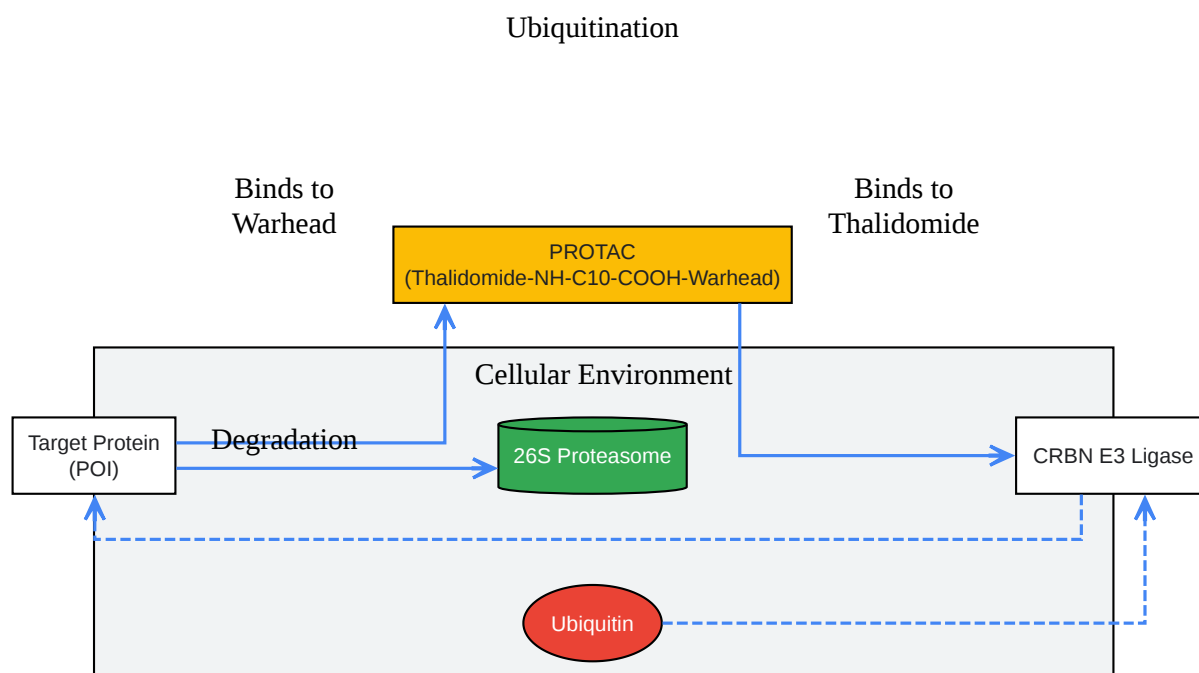 Ubiquitination
Binds to
Warhead
Binds to
Thalidomide
PROTAC
(Thalidomide-NH-C10-COOH-Warhead)
Cellular Environment
Target Protein
(POI)
Degradation
26S Proteasome
CRBN E3 Ligase
Ubiquitin